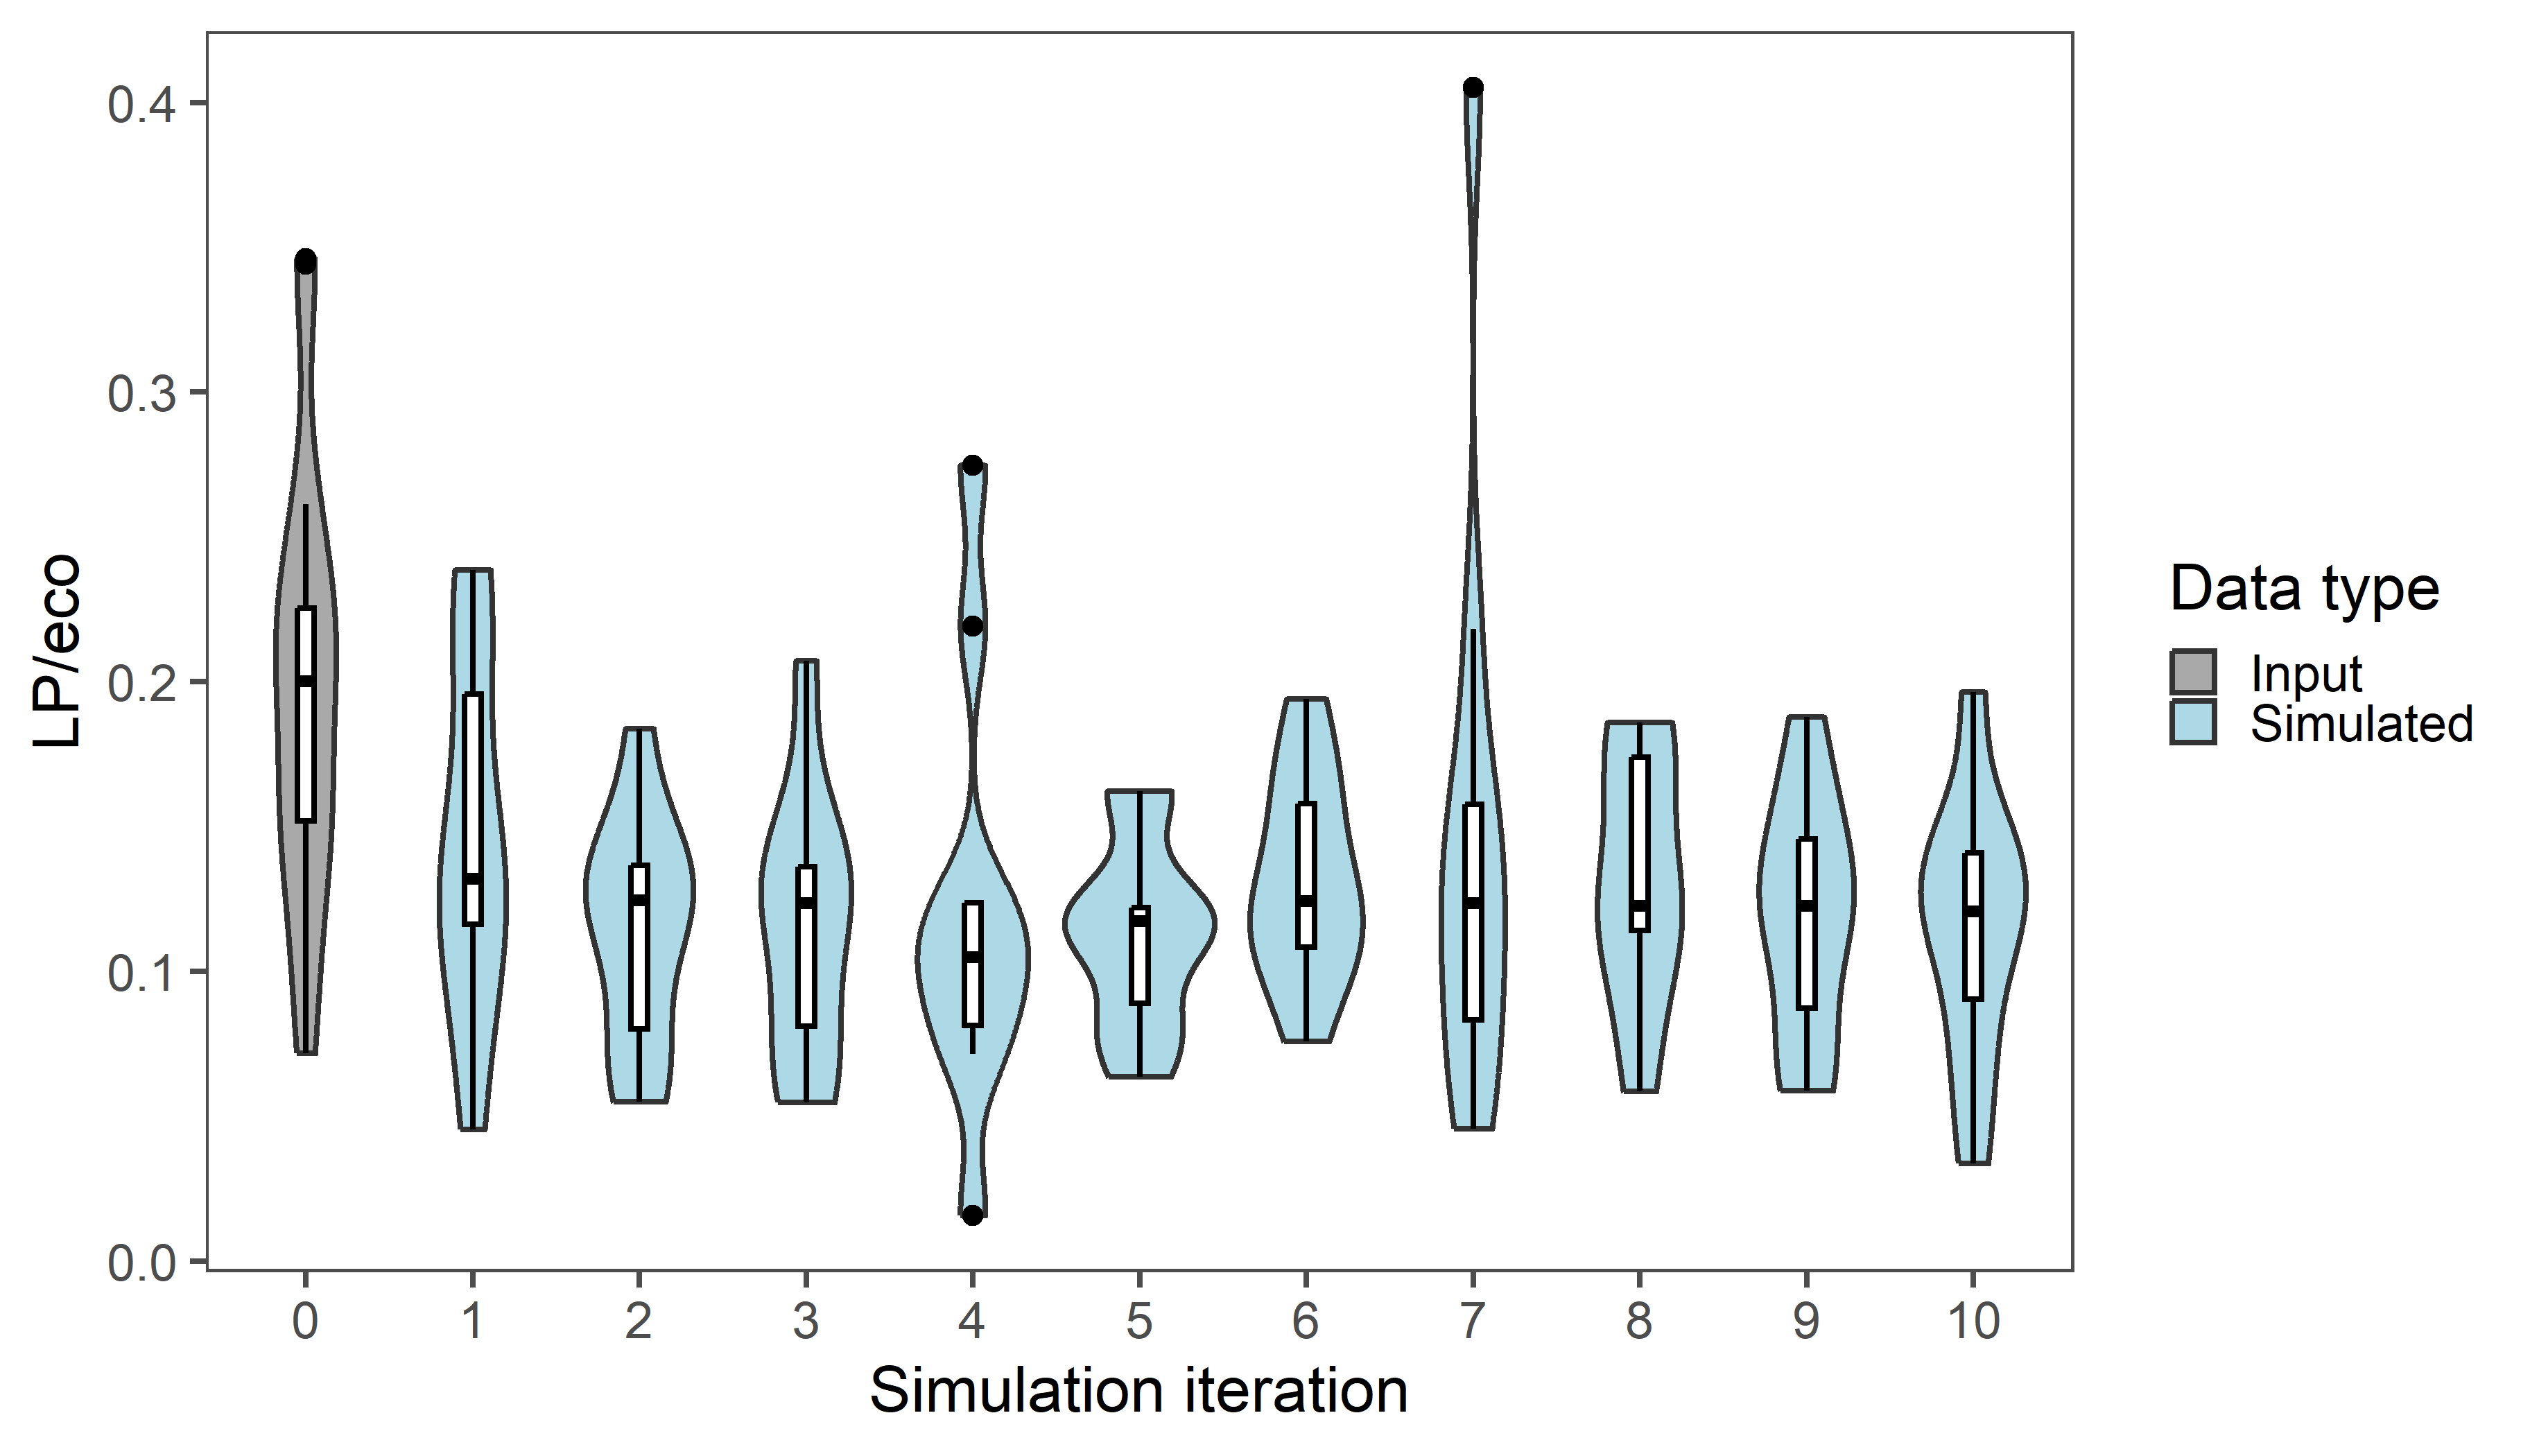 0.4
0.3
0.2
0.1
0.0
LP/eco
0 1 2 3 4 5 6 7 8 9 10
Simulation iteration
Data type
Input
Simulated